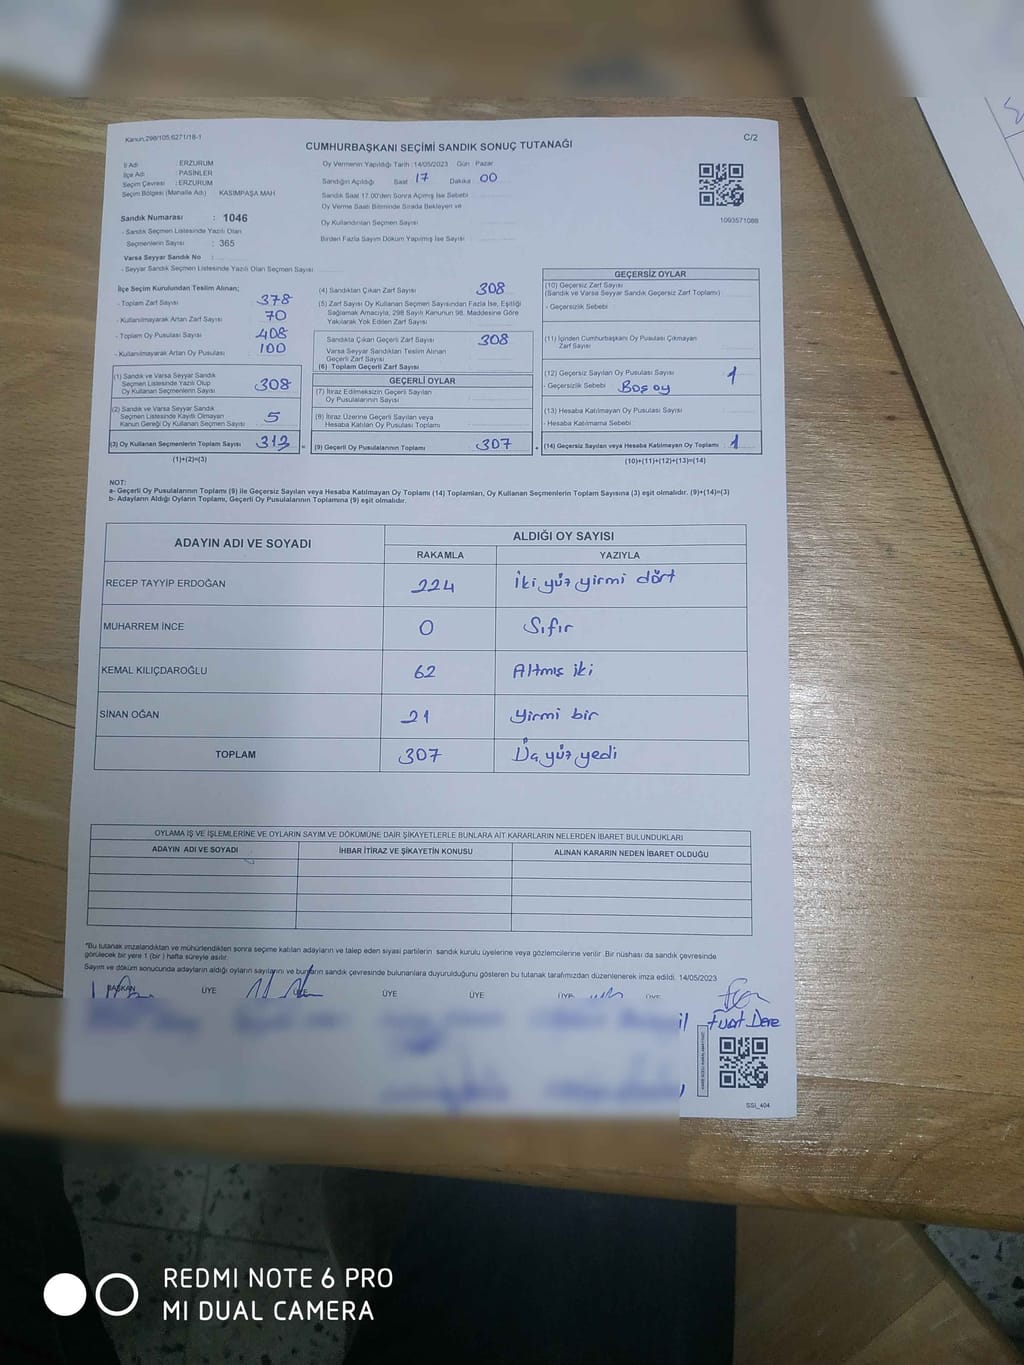 Kanun,298/105,6271/18-1
C/2
CUMHURBAŞKANI SEÇİMİ SANDIK SONUÇ TUTANAĞI
İl Adı : ERZURUM
İlçe Adı : PASİNLER
Seçim Çevresi : ERZURUM
Seçim Bölgesi (Mahalle Adı) KASIMPAŞA MAH
Sandık Numarası : 1046
- Sandık Seçmen Listesinde Yazılı Olan
Seçmenlerin Sayısı : 365
Varsa Seyyar Sandık No :
- Seyyar Sandık Seçmen Listesinde Yazılı Olan Seçmen Sayısı
Oy Vermenin Yapıldığı Tarih : 14/05/2023 Gün : Pazar
Sandığın Açıldığı Saat 17 Dakika 00
Sandık Saat 17.00'den Sonra Açılmış İse Sebebi
Oy Verme Saati Bitiminde Sırada Bekleyen ve
Oy Kullandırılan Seçmen Sayısı
Birden Fazla Sayım Döküm Yapılmış İse Sayısı
1093571088
İlçe Seçim Kurulundan Teslim Alınan;
- Toplam Zarf Sayısı 378
- Kullanılmayarak Artan Zarf Sayısı 70
- Toplam Oy Pusulası Sayısı 408
- Kullanılmayarak Artan Oy Pusulası 100
(1) Sandık ve Varsa Seyyar Sandık
Seçmen Listesinde Yazılı Olup
Oy Kullanan Seçmenlerin Sayısı 308
(2) Sandık ve Varsa Seyyar Sandık
Seçmen Listesinde Kayıtlı Olmayan
Kanun Gereği Oy Kullanan Seçmen Sayısı 5
(3) Oy Kullanan Seçmenlerin Toplam Sayısı 313
(1)+(2)=(3)
(4) Sandıktan Çıkan Zarf Sayısı 308
(5) Zarf Sayısı Oy Kullanan Seçmen Sayısından Fazla İse, Eşitliği
Sağlamak Amacıyla, 298 Sayılı Kanunun 98. Maddesine Göre
Yakılarak Yok Edilen Zarf Sayısı
Sandıkta Çıkan Geçerli Zarf Sayısı 308
Varsa Seyyar Sandıktan Teslim Alınan
Geçerli Zarf Sayısı
(6) Toplam Geçerli Zarf Sayısı
GEÇERLİ OYLAR
(7) İtiraz Edilmeksizin Geçerli Sayılan
Oy Pusulalarının Sayısı
(8) İtiraz Üzerine Geçerli Sayılan veya
Hesaba Katılan Oy Pusulası Toplamı
(9) Geçerli Oy Pusulalarının Toplamı 307
GEÇERSİZ OYLAR
(10) Geçersiz Zarf Sayısı
(Sandık ve Varsa Seyyar Sandık Geçersiz Zarf Toplamı)
- Geçersizlik Sebebi
(11) İçinden Cumhurbaşkanı Oy Pusulası Çıkmayan
Zarf Sayısı
(12) Geçersiz Sayılan Oy Pusulası Sayısı 1
- Geçersizlik Sebebi Boş oy
(13) Hesaba Katılmayan Oy Pusulası Sayısı
- Hesaba Katılmama Sebebi
(14) Geçersiz Sayılan veya Hesaba Katılmayan Oy Toplamı 1
(10)+(11)+(12)+(13)=(14)
NOT:
a- Geçerli Oy Pusulalarının Toplamı (9) ile Geçersiz Sayılan veya Hesaba Katılmayan Oy Toplamı (14) Toplamları, Oy Kullanan Seçmenlerin Toplam Sayısına (3) eşit olmalıdır. (9)+(14)=(3)
b- Adayların Aldığı Oyların Toplamı, Geçerli Oy Pusulalarının Toplamına (9) eşit olmalıdır.
ADAYIN ADI VE SOYADI ALDIĞI OY SAYISI
RAKAMLA YAZIYLA
RECEP TAYYİP ERDOĞAN 224 İki yüz yirmi dört
MUHARREM İNCE 0 Sıfır
KEMAL KILIÇDAROĞLU 62 Altmış iki
SİNAN OĞAN 21 Yirmi bir
TOPLAM 307 Üç yüz yedi
OYLAMA İŞ VE İŞLEMLERİNE VE OYLARIN SAYIM VE DÖKÜMÜNE DAİR ŞİKAYETLERLE BUNLARA AİT KARARLARIN NELERDEN İBARET BULUNDUKLARI
ADAYIN ADI VE SOYADI İHBAR İTİRAZ VE ŞİKAYETİN KONUSU ALINAN KARARIN NEDEN İBARET OLDUĞU
*Bu tutanak imzalandıktan ve mühürlendikten sonra seçime katılan adayların ve talep eden siyasi partilerin sandık kurulu üyelerine veya gözlemcilerine verilir. Bir nüshası da sandık çevresinde
görülecek bir yere 1 (bir ) hafta süreyle asılır.
Sayım ve döküm sonucunda adayların aldığı oyların sayılarını ve bunların sandık çevresinde bulunanlara duyurulduğunu gösteren bu tutanak tarafımızdan düzenlenerek imza edildi. 14/05/2023
BAŞKAN ÜYE ÜYE ÜYE ÜYE ÜYE ÜYE
Fuat Dere
SSİ_404
REDMI NOTE 6 PRO
MI DUAL CAMERA